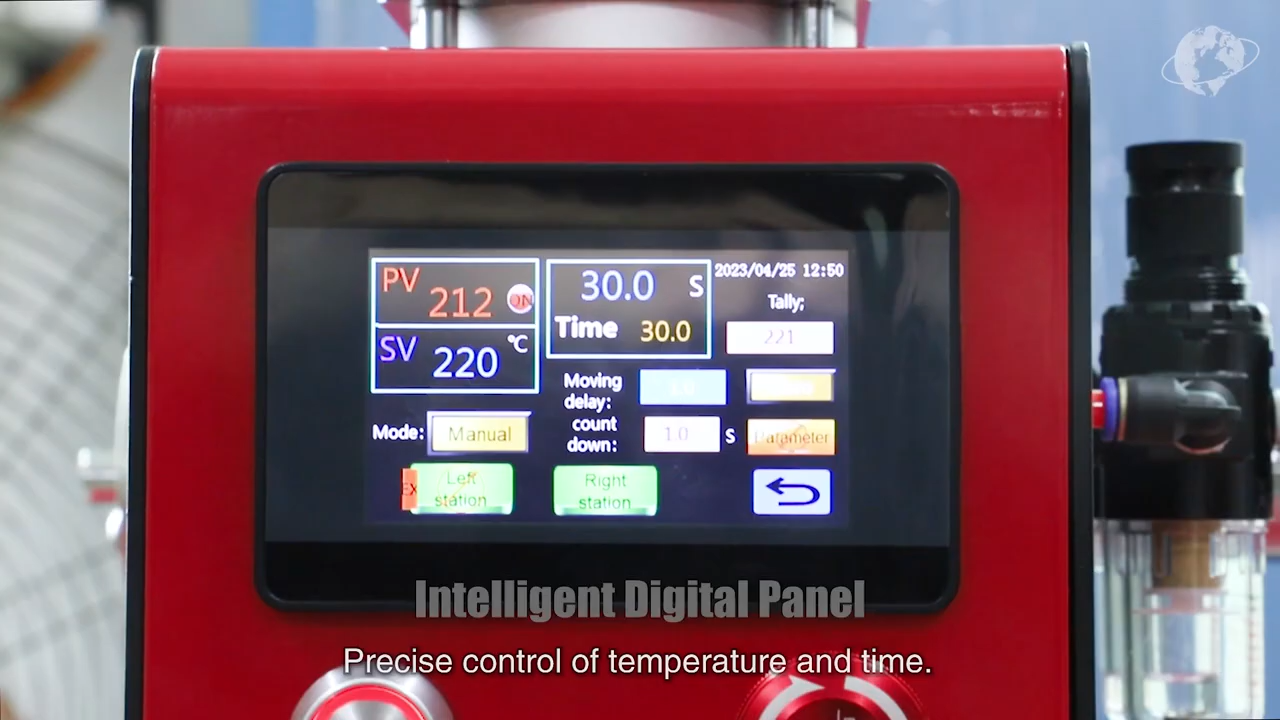 2023/04/25 12:50
PV
212
ON
SV
220
℃
30.0 S
Time 30.0
Tally;
221
Moving
delay:
count
down:
1.0 S
Mode: Manual
Parameter
Left
station
Right
station
Intelligent Digital Panel
Precise control of temperature and time.